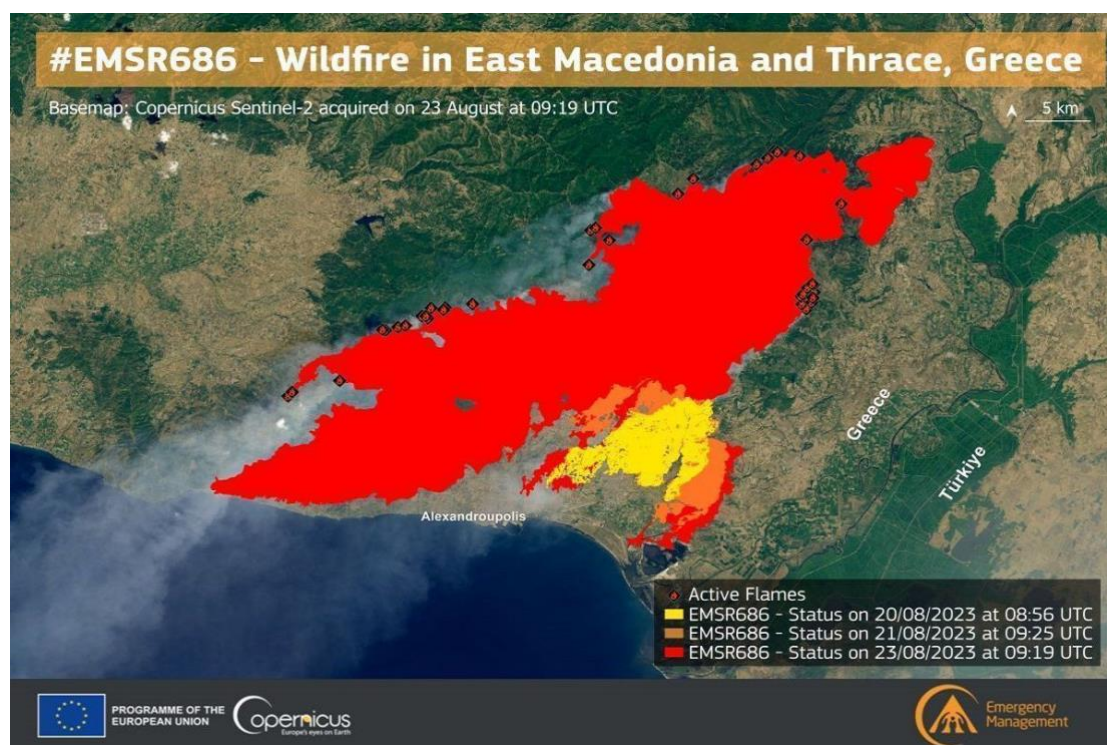 #EMSR686 - Wildfire in East Macedonia and Thrace, Greece
Basemap: Copernicus Sentinel-2 acquired on 23 August at 09:19 UTC
5 km
Greece
Türkiye
Alexandroupolis
Active Flames
EMSR686 - Status on 20/08/2023 at 08:56 UTC
EMSR686 - Status on 21/08/2023 at 09:25 UTC
EMSR686 - Status on 23/08/2023 at 09:19 UTC
PROGRAMME OF THE
EUROPEAN UNION
Copernicus
Europe's eyes on Earth
Emergency
Management